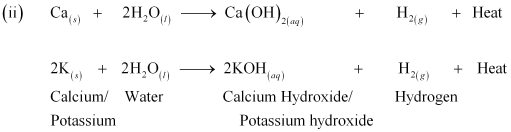 (ii) Ca(s) + 2H₂O(l) ⟶ Ca(OH)₂(aq) + H₂(g) + Heat
2K(s) + 2H₂O(l) ⟶ 2KOH(aq) + H₂(g) + Heat
Calcium/ Water Calcium Hydroxide/ Hydrogen
Potassium Potassium hydroxide